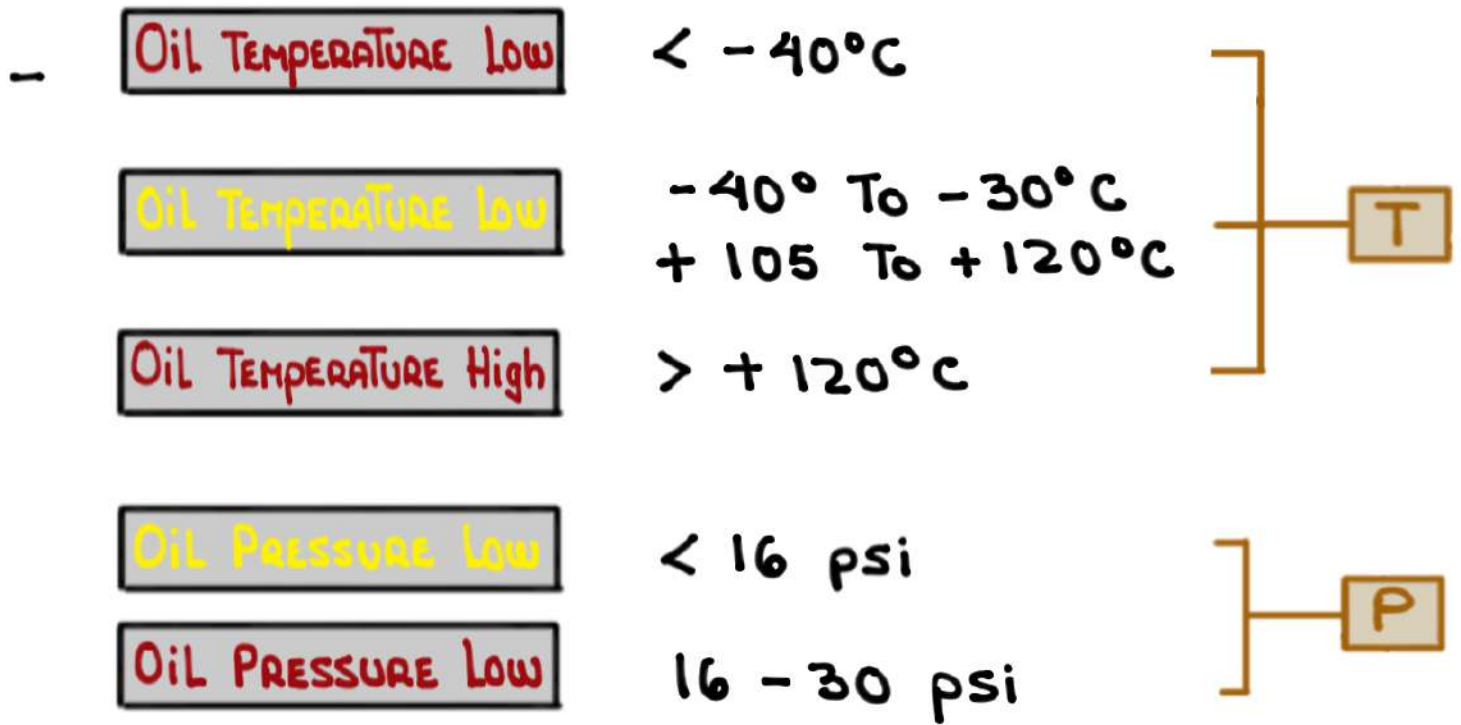 - OiL TEMPERATURE Low < -40°C
OiL TEMPERATURE Low -40° To -30°C
+ 105 To +120°C
T
OiL TEMPERATURE High > +120°C
OiL PRESSURE Low < 16 psi
P
OiL PRESSURE Low 16 - 30 psi